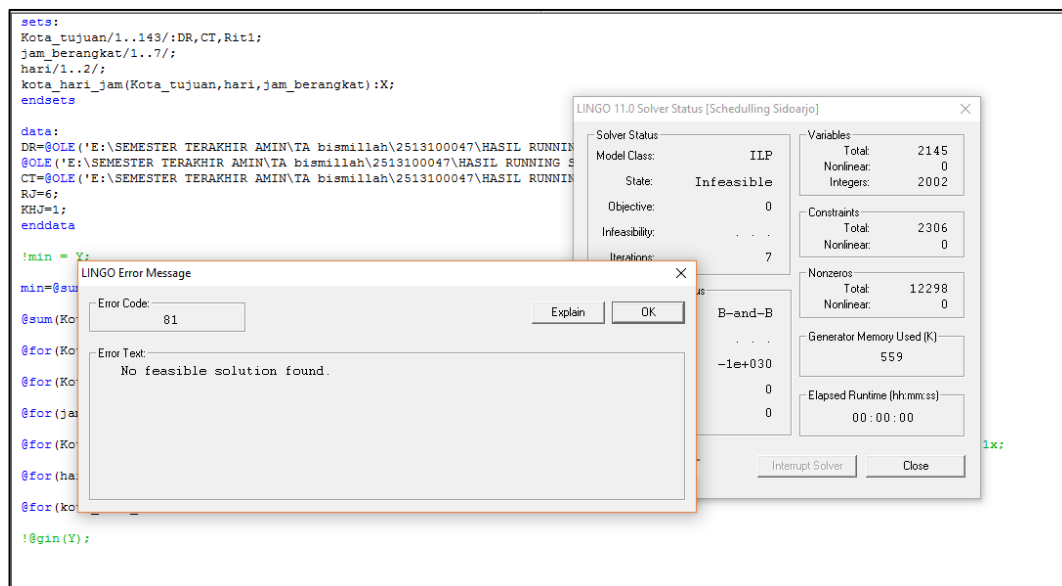 sets:
Kota_tujuan/1..143/:DR,CT,Rit1;
jam_berangkat/1..7/;
hari/1..2/;
kota_hari_jam(Kota_tujuan,hari,jam_berangkat):X;
endsets
data:
DR=@OLE('E:\SEMESTER TERAKHIR AMIN\TA bismillah\2513100047\HASIL RUNNIN
@OLE('E:\SEMESTER TERAKHIR AMIN\TA bismillah\2513100047\HASIL RUNNING S
CT=@OLE('E:\SEMESTER TERAKHIR AMIN\TA bismillah\2513100047\HASIL RUNNIN
RJ=6;
KHJ=1;
enddata
!min = Y;
min=@su
@sum(Ko
@for(Ko
@for(Ko
@for(ja
@for(Ko
1x;
@for(ha
@for(ko
!@gin(Y);
LINGO 11.0 Solver Status [Schedulling Sidoarjo]
Solver Status
Model Class: ILP
State: Infeasible
Objective: 0
Infeasibility: . . .
Iterations: 7
B-and-B
. . .
-1e+030
0
0
Variables
Total: 2145
Nonlinear: 0
Integers: 2002
Constraints
Total: 2306
Nonlinear: 0
Nonzeros
Total: 12298
Nonlinear: 0
Generator Memory Used (K)
559
Elapsed Runtime (hh:mm:ss)
00:00:00
Interrupt Solver
Close
LINGO Error Message
Error Code:
81
Explain
OK
Error Text:
No feasible solution found.